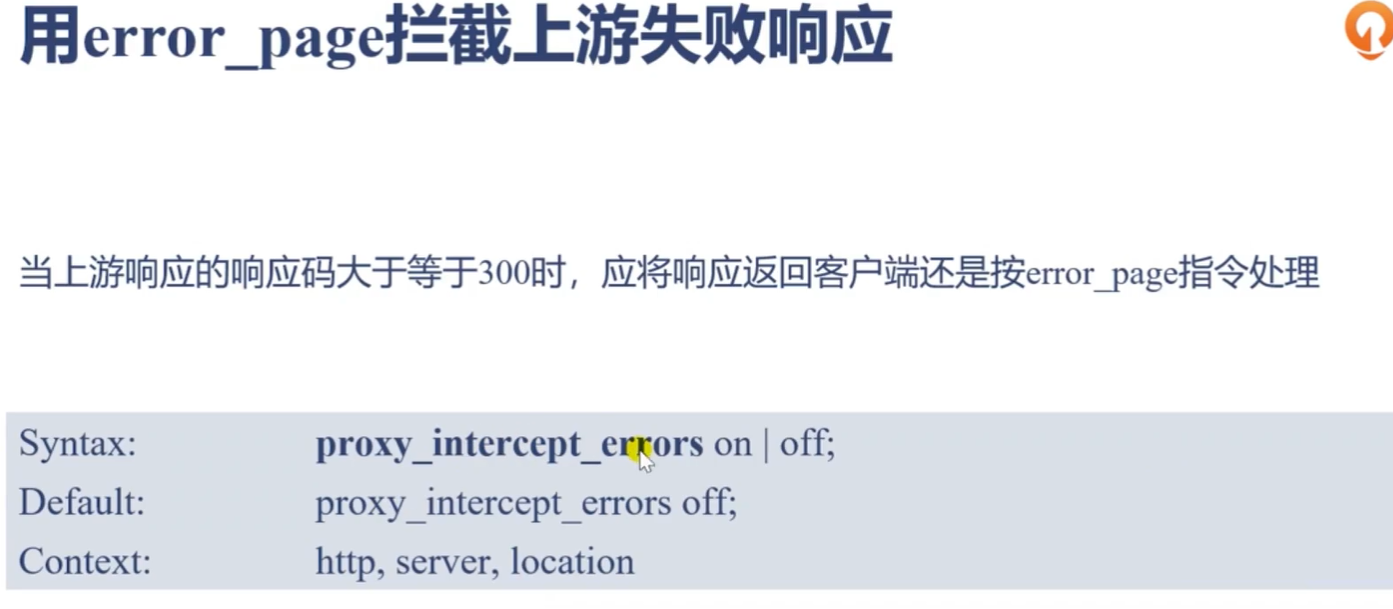 用error_page拦截上游失败响应
当上游响应的响应码大于等于300时，应将响应返回客户端还是按error_page指令处理
Syntax: proxy_intercept_errors on | off;
Default: proxy_intercept_errors off;
Context: http, server, location